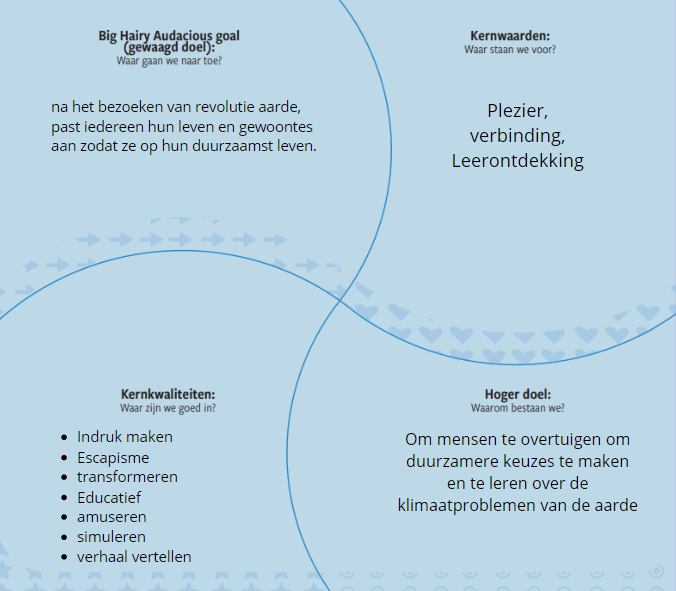 Big Hairy Audacious goal
(gewaagd doel):
Waar gaan we naar toe?
na het bezoeken van revolutie aarde,
past iedereen hun leven en gewoontes
aan zodat ze op hun duurzaamst leven.
Kernwaarden:
Waar staan we voor?
Plezier,
verbinding,
Leerontdekking
Kernkwaliteiten:
Waar zijn we goed in?
• Indruk maken
• Escapisme
• transformeren
• Educatief
• amuseren
• simuleren
• verhaal vertellen
Hoger doel:
Waarom bestaan we?
Om mensen te overtuigen om
duurzamere keuzes te maken
en te leren over de
klimaatproblemen van de aarde